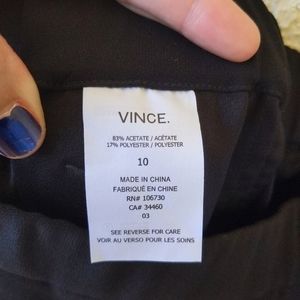 VINCE.
83% ACETATE / ACÉTATE
17% POLYESTER / POLYESTER
10
MADE IN CHINA
FABRIQUÉ EN CHINE
RN# 106730
CA# 34460
03
SEE REVERSE FOR CARE
VOIR AU VERSO POUR LES SOINS